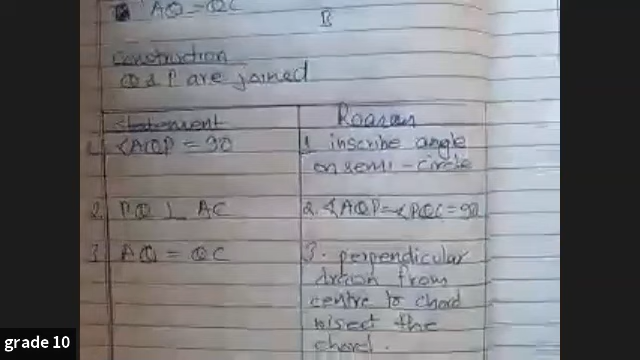 AQ = QC
B
Construction
Q & P are joined
Statement
Reason
1. ∠AQP = 90
1 inscribe angle
on semi-circle
2. PQ ⊥ AC
2. ∠AQP = ∠PQC = 90
3. AQ = QC
3. perpendicular
drawn from
centre to chord
bisect the
chord.
grade 10